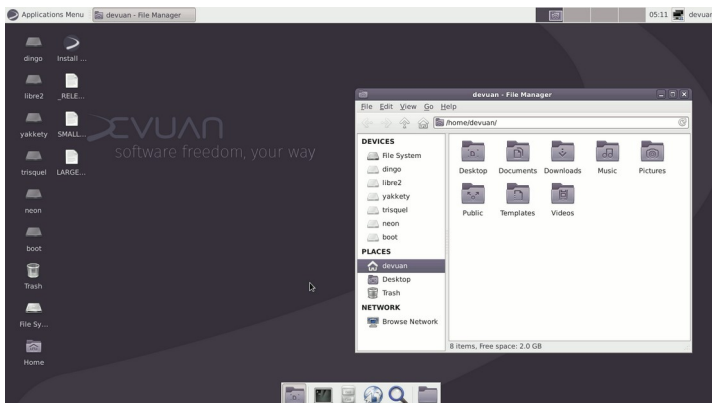 Applications Menu
devuan - File Manager
05:11
devuan
dingo
Install ...
libre2
_RELE...
yakkety
SMALL...
trisquel
LARGE...
neon
boot
Trash
File Sy...
Home
DEVUAN
software freedom, your way
devuan - File Manager
File Edit View Go Help
/home/devuan/
DEVICES
File System
dingo
libre2
yakkety
trisquel
neon
boot
PLACES
devuan
Desktop
Trash
NETWORK
Browse Network
Desktop Documents Downloads Music Pictures
Public Templates Videos
8 items, Free space: 2.0 GB